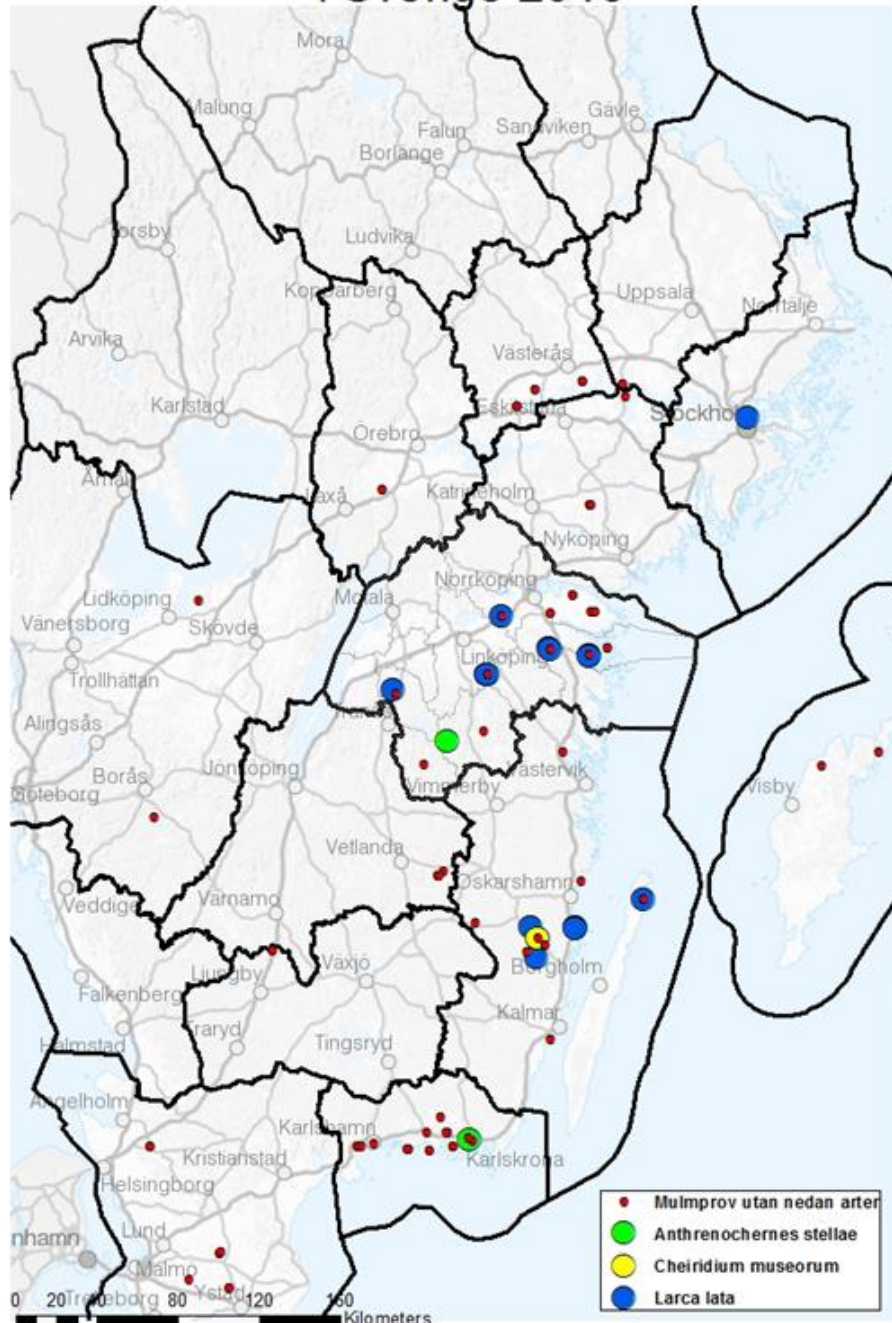 Mora
Malung
Gävle
Sandviken
Falun
Borlänge
Ludvika
Kopparberg
Uppsala
Norrtälje
Arvika
Västerås
Karlstad
Eskilstuna
Örebro
Katrineholm
Nyköping
Norrköping
Motala
Lidköping
Vänersborg
Skövde
Linköping
Trollhättan
Alingsås
Borås
Jönköping
Göteborg
Vimmerby
Västervik
Visby
Vetlanda
Oskarshamn
Veddige
Värnamo
Borgholm
Växjö
Ljungby
Falkenberg
Kalmar
Halmstad
Traryd
Tingsryd
Ängelholm
Karlshamn
Kristianstad
Karlskrona
Helsingborg
Lund
nhamn
Malmö
Ystad
Mulmprov utan nedan arter
Anthrenochernes stellae
Cheiridium museorum
Larca lata
0 20 40 80 120 160
Kilometers